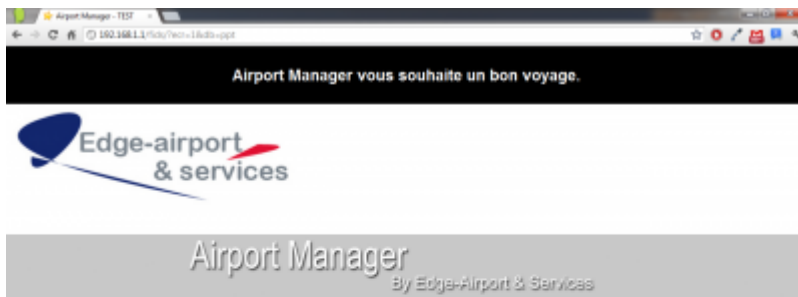 Airport Manager - TEST
Airport Manager vous souhaite un bon voyage.
Edge-airport
& services
Airport Manager
By Edge-Airport & Services